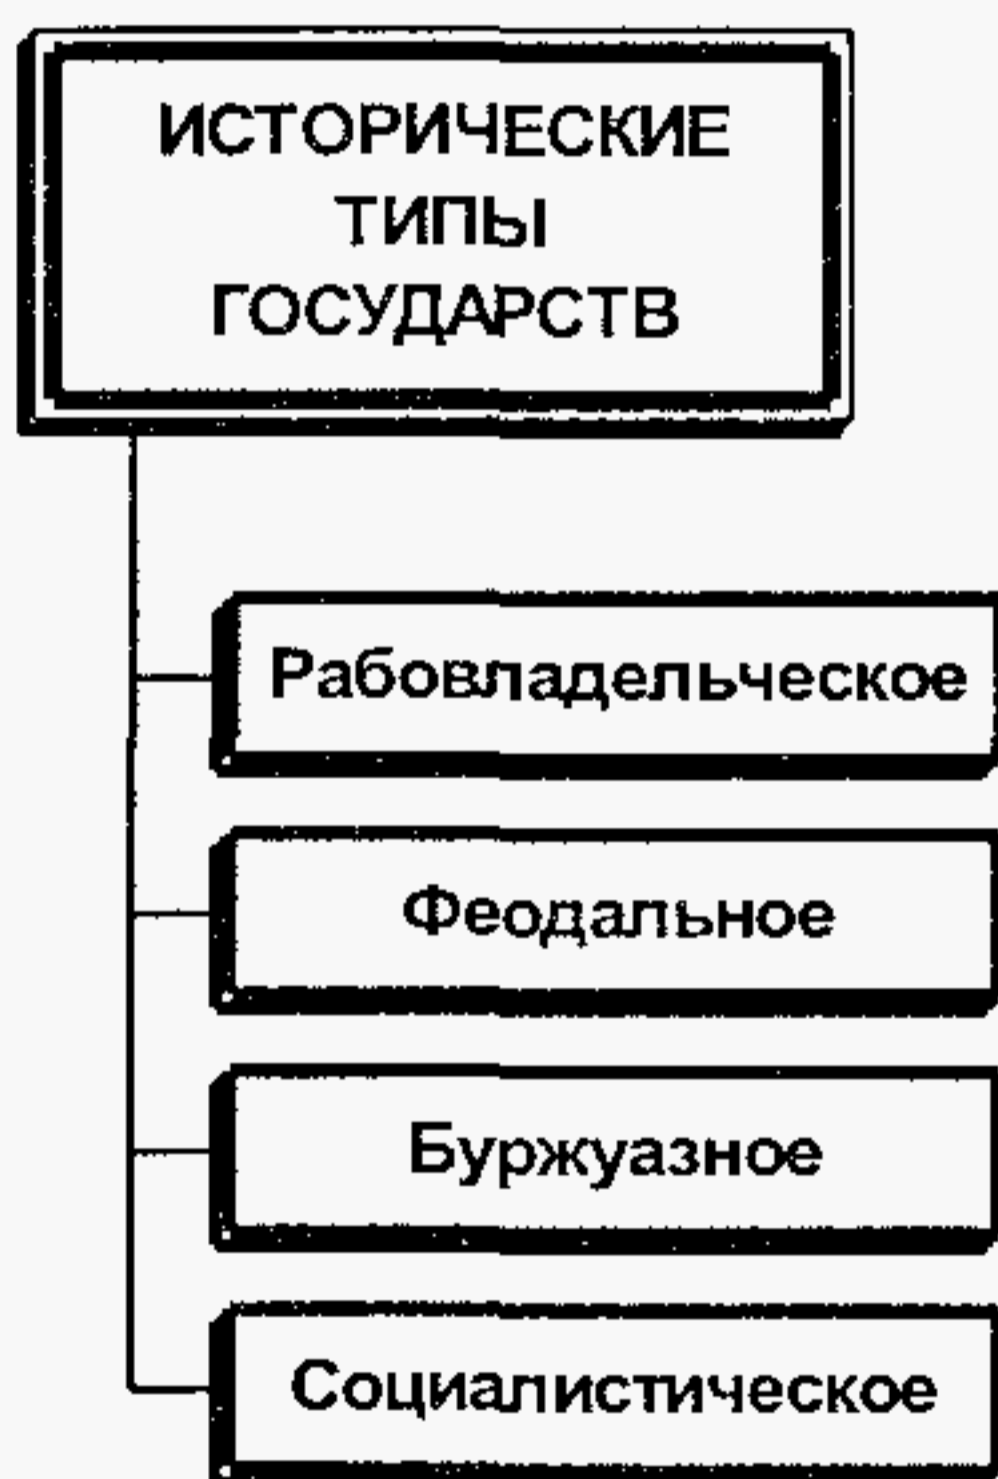 ИСТОРИЧЕСКИЕ
ТИПЫ
ГОСУДАРСТВ
Рабовладельческое
Феодальное
Буржуазное
Социалистическое